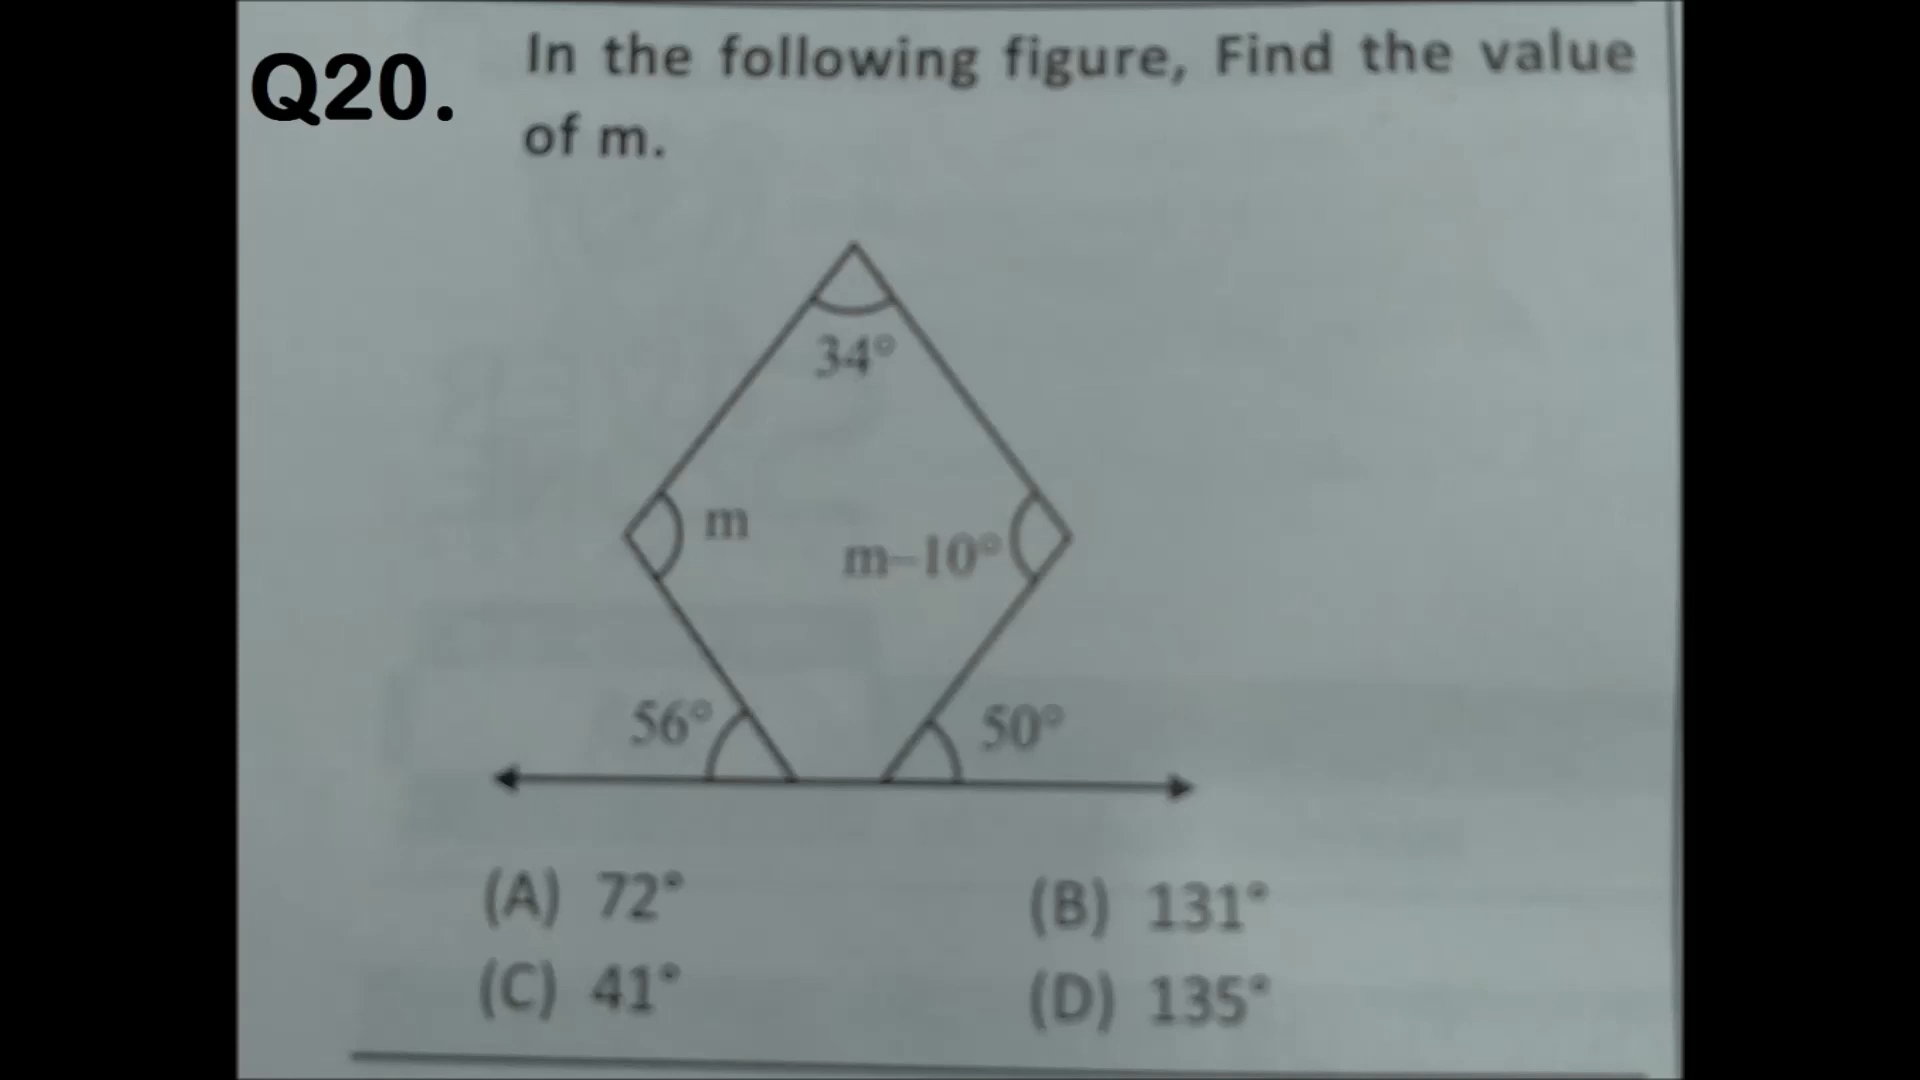 Q20. In the following figure, Find the value
of m.
34°
m
m–10°
56°
50°
(A) 72°
(B) 131°
(C) 41°
(D) 135°